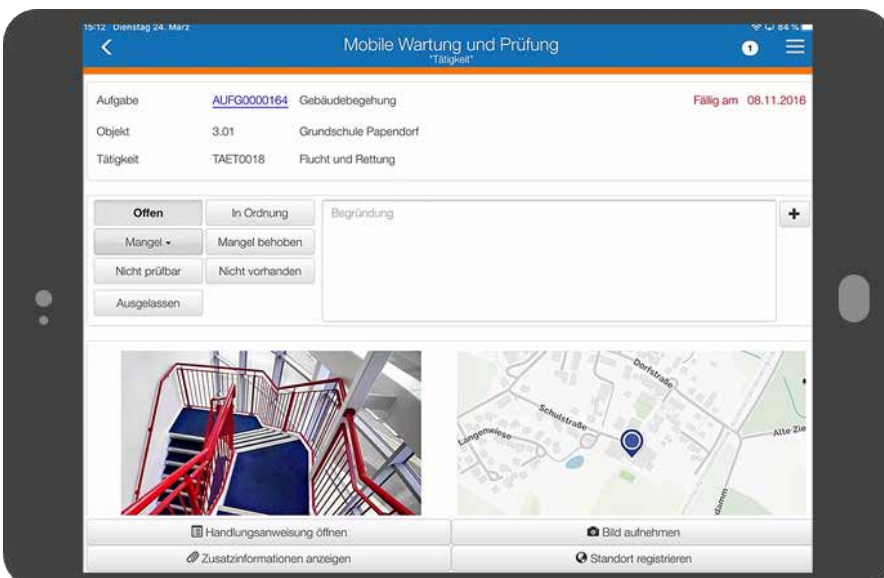 15:12 Dienstag 24. März
84 %
Mobile Wartung und Prüfung
"Tätigkeit"
1
Aufgabe AUFG0000164 Gebäudebegehung Fällig am 08.11.2016
Objekt 3.01 Grundschule Papendorf
Tätigkeit TAET0018 Flucht und Rettung
Offen In Ordnung Begründung +
Mangel Mangel behoben
Nicht prüfbar Nicht vorhanden
Ausgelassen
Dorfstraße
Schulstraße
Langenwiese
Alte Zie
damm
Handlungsanweisung öffnen Bild aufnehmen
Zusatzinformationen anzeigen Standort registrieren